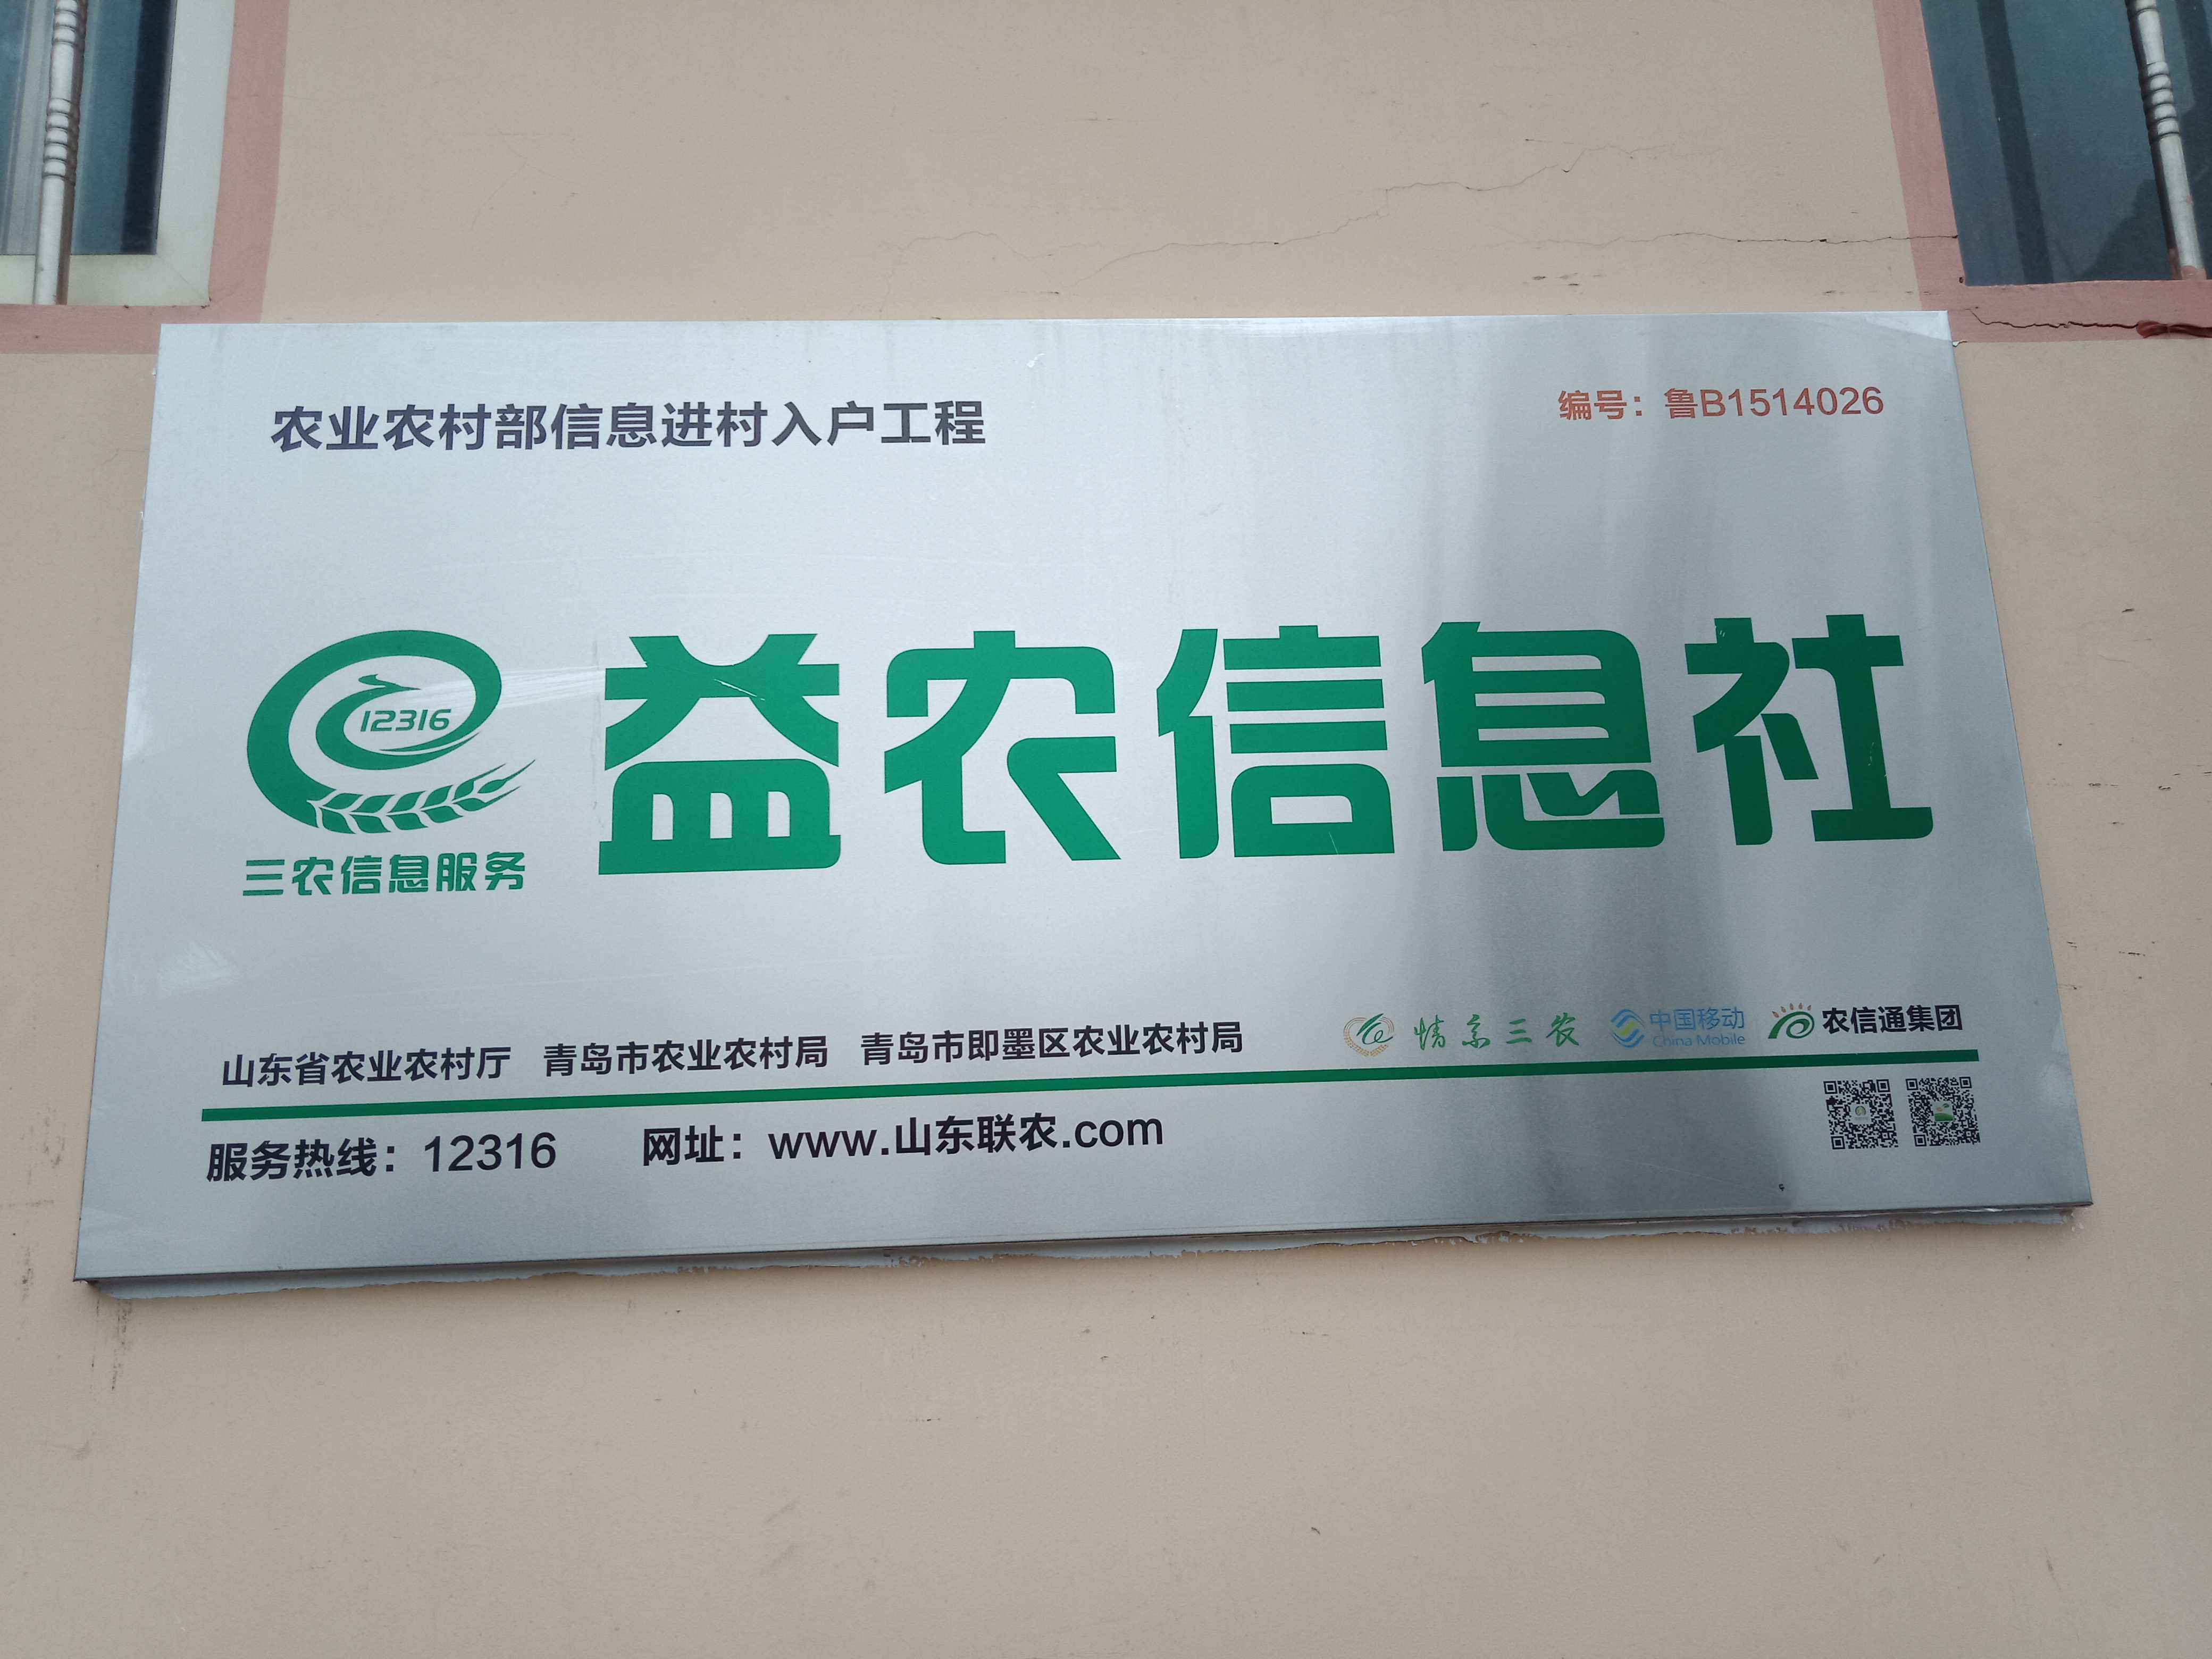 农业农村部信息进村入户工程
编号：鲁B1514026
12316
三农信息服务
益农信息社
山东省农业农村厅 青岛市农业农村局 青岛市即墨区农业农村局
情系三农
中国移动
China Mobile
农信通集团
服务热线：12316 网址：www.山东联农.com